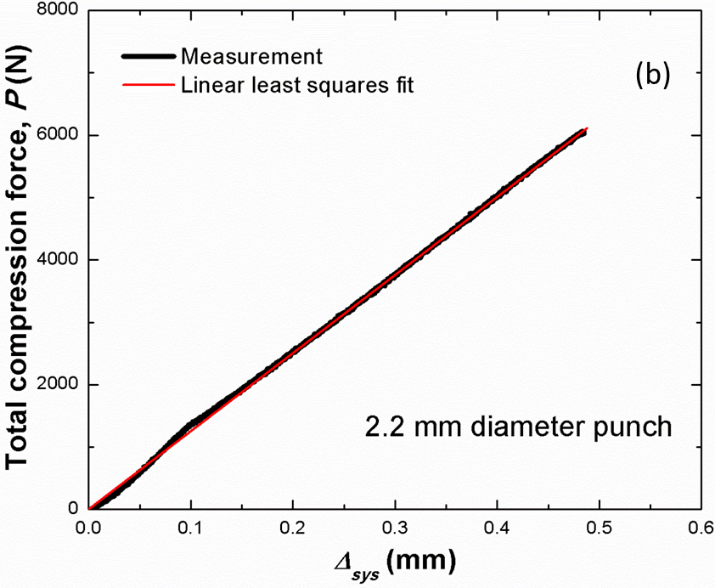 8000
6000
4000
2000
0
Total compression force, P (N)
Measurement
Linear least squares fit
(b)
2.2 mm diameter punch
0.0 0.1 0.2 0.3 0.4 0.5 0.6
Δsys (mm)